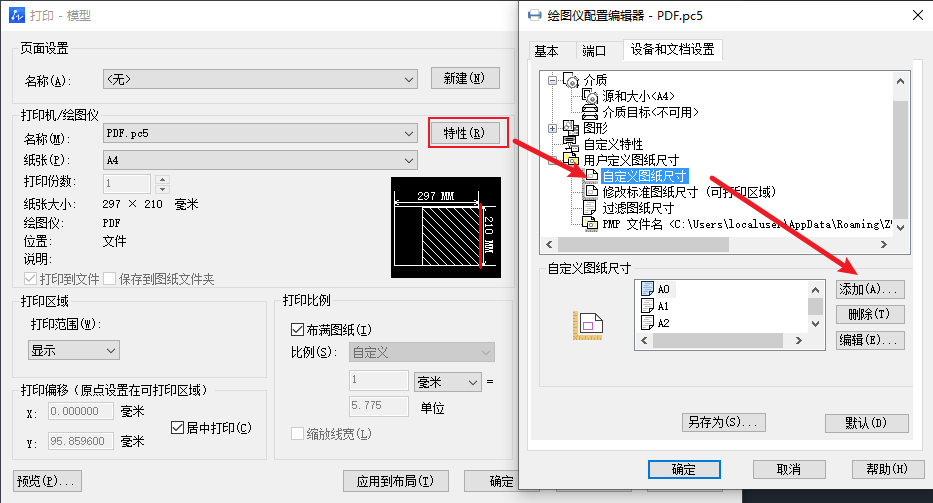 打印 - 模型
页面设置
名称(A): <无> 新建(N)
打印机/绘图仪
名称(M): PDF.pc5 特性(R)
纸张(P): A4
打印份数: 1
纸张大小: 297 × 210 毫米
绘图仪: PDF
位置: 文件
说明:
打印到文件 保存到图纸文件夹
297 MM
210 MM
打印区域
打印范围(W):
显示
打印偏移 (原点设置在可打印区域)
X: 0.000000 毫米
Y: 95.859600 毫米
居中打印(C)
打印比例
布满图纸(I)
比例(S): 自定义
1 毫米 =
5.775 单位
缩放线宽(L)
预览(P)... 应用到布局(T) 确定
绘图仪配置编辑器 - PDF.pc5
基本 端口 设备和文档设置
介质
源和大小<A4>
介质目标<不可用>
图形
自定义特性
用户定义图纸尺寸
自定义图纸尺寸
修改标准图纸尺寸 (可打印区域)
过滤图纸尺寸
PMP 文件名 <C:\Users\localuser\AppData\Roaming\Z
自定义图纸尺寸
A0
A1
A2
添加(A)...
删除(T)
编辑(E)...
另存为(S)... 默认(D)
确定 取消 帮助(H)